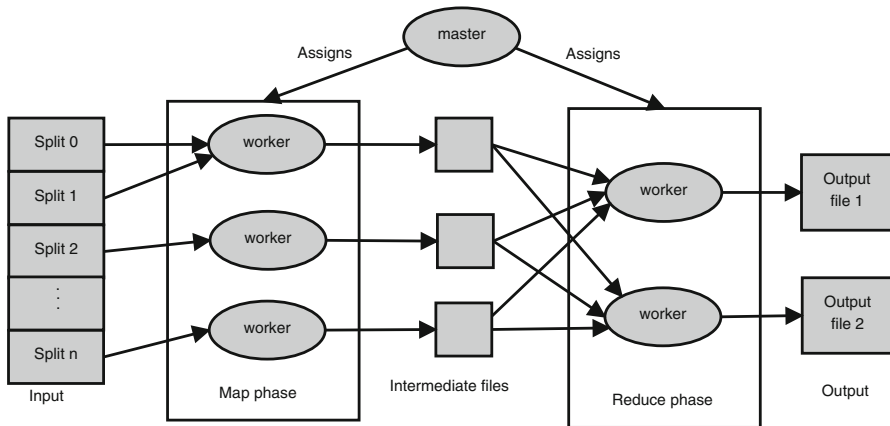 master
Assigns
Assigns
Split 0
Split 1
Split 2
...
Split n
Input
worker
worker
worker
Map phase
Intermediate files
worker
worker
Reduce phase
Output
file 1
Output
file 2
Output